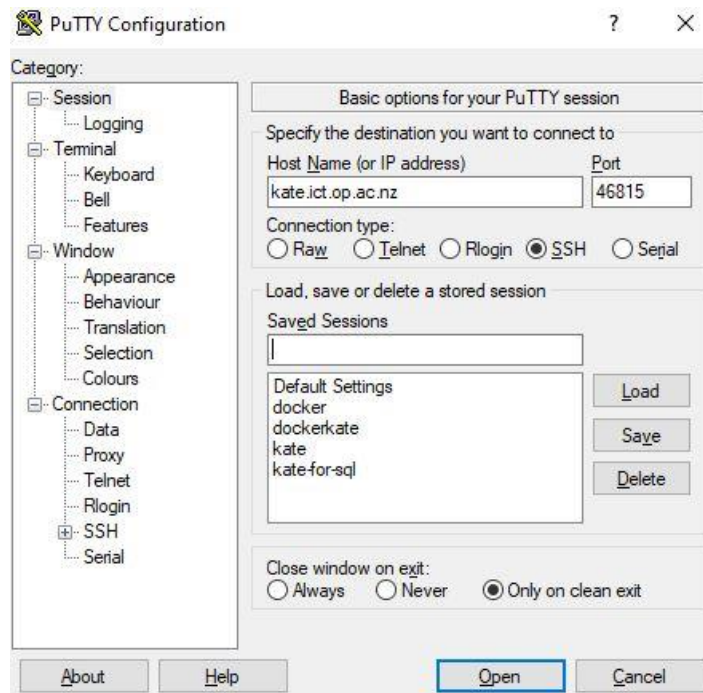 PuTTY Configuration
?
Category:
Session
Logging
Terminal
Keyboard
Bell
Features
Window
Appearance
Behaviour
Translation
Selection
Colours
Connection
Data
Proxy
Telnet
Rlogin
SSH
Serial
Basic options for your PuTTY session
Specify the destination you want to connect to
Host Name (or IP address) Port
kate.ict.op.ac.nz 46815
Connection type:
Raw Telnet Rlogin SSH Serial
Load, save or delete a stored session
Saved Sessions
Default Settings
docker
dockerkate
kate
kate-for-sql
Load
Save
Delete
Close window on exit:
Always Never Only on clean exit
About Help Open Cancel